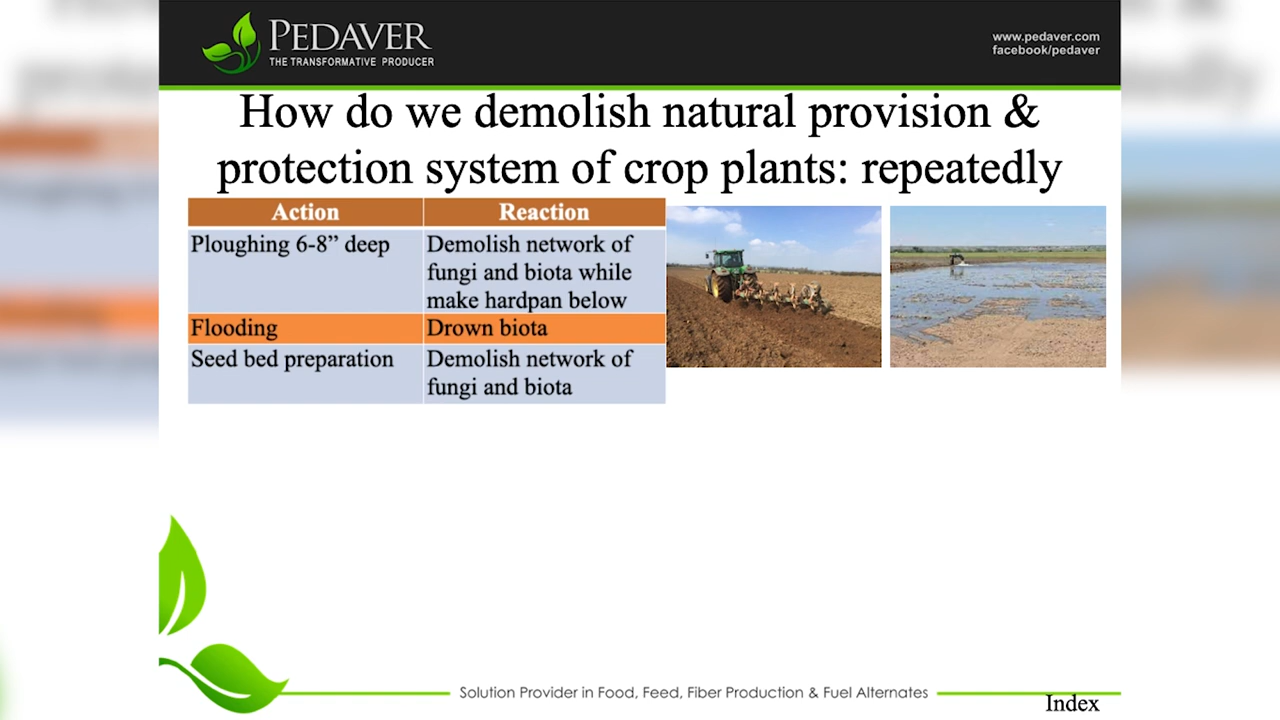 PEDAVER
THE TRANSFORMATIVE PRODUCER
www.pedaver.com
facebook/pedaver
How do we demolish natural provision &
protection system of crop plants: repeatedly
Action
Reaction
Ploughing 6-8” deep
Demolish network of
fungi and biota while
make hardpan below
Flooding
Drown biota
Seed bed preparation
Demolish network of
fungi and biota
Solution Provider in Food, Feed, Fiber Production & Fuel Alternates
Index